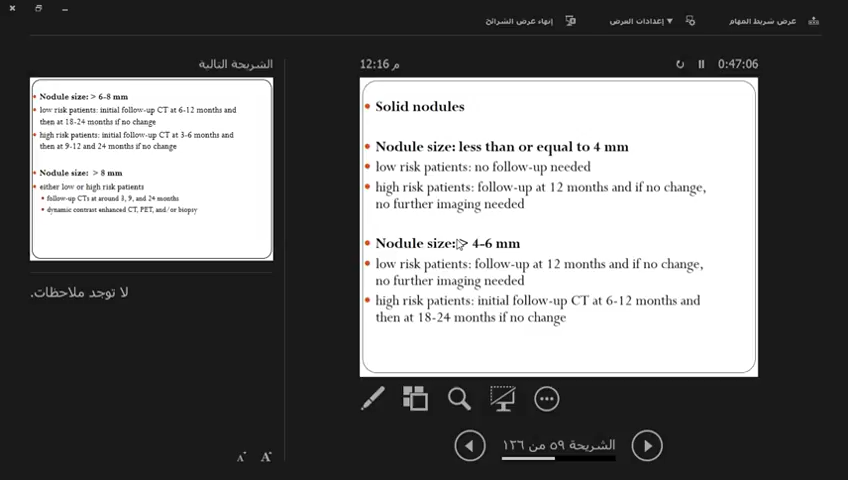 عرض شريط المهام
إعدادات العرض ▼
إنهاء عرض الشرائح
0:47:06
12:16 م
• Solid nodules
• Nodule size: less than or equal to 4 mm
• low risk patients: no follow-up needed
• high risk patients: follow-up at 12 months and if no change,
no further imaging needed
• Nodule size: > 4-6 mm
• low risk patients: follow-up at 12 months and if no change,
no further imaging needed
• high risk patients: initial follow-up CT at 6-12 months and
then at 18-24 months if no change
الشريحة ٥٩ من ١٣٦
الشريحة التالية
• Nodule size: > 6-8 mm
• low risk patients: initial follow-up CT at 6-12 months and
then at 18-24 months if no change
• high risk patients: initial follow-up CT at 3-6 months and
then at 9-12 and 24 months if no change
• Nodule size: > 8 mm
• either low or high risk patients
• follow-up CTs at around 3, 9, and 24 months
• dynamic contrast enhanced CT, PET, and/or biopsy
لا توجد ملاحظات.
A A